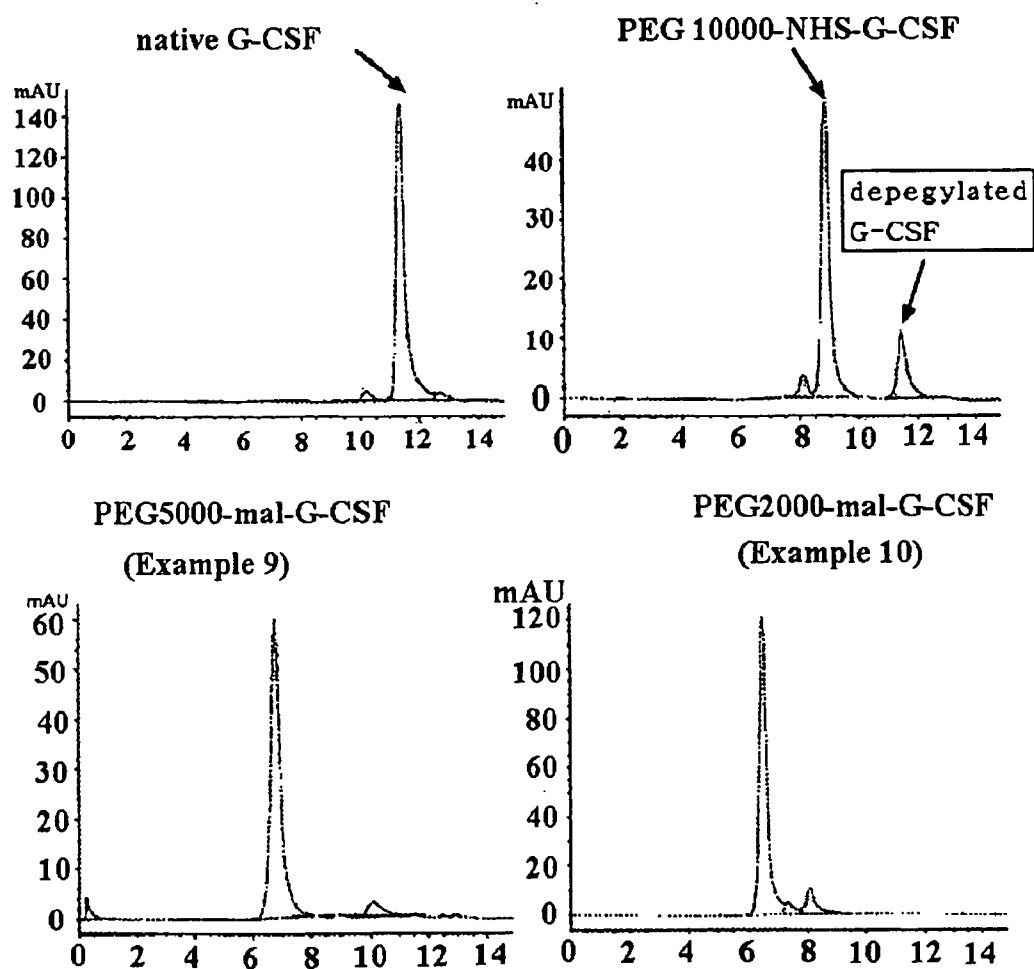 native G-CSF
mAU
140
120
100
80
60
40
20
0
0 2 4 6 8 10 12 14
PEG 10000-NHS-G-CSF
mAU
40
30
20
10
0
depegylated
G-CSF
0 2 4 6 8 10 12 14
PEG5000-mal-G-CSF
(Example 9)
mAU
60
50
40
30
20
10
0
0 2 4 6 8 10 12 14
PEG2000-mal-G-CSF
(Example 10)
mAU
120
100
80
60
40
20
0
0 2 4 6 8 10 12 14